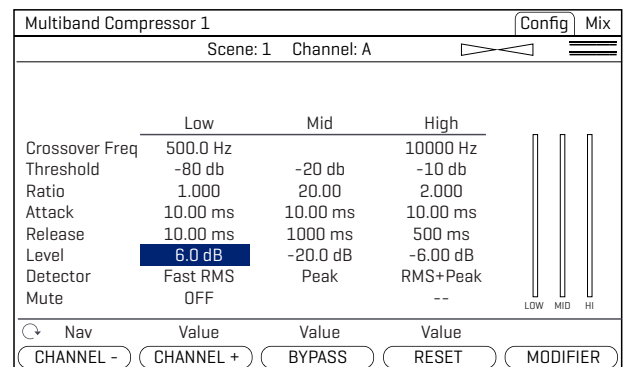 Multiband Compressor 1 Config Mix
Scene: 1 Channel: A
Low Mid High
Crossover Freq 500.0 Hz 10000 Hz
Threshold -80 db -20 db -10 db
Ratio 1.000 20.00 2.000
Attack 10.00 ms 10.00 ms 10.00 ms
Release 10.00 ms 1000 ms 500 ms
Level 6.0 dB -20.0 dB -6.00 dB
Detector Fast RMS Peak RMS+Peak
Mute OFF --
LOW MID HI
Nav Value Value Value
CHANNEL - CHANNEL + BYPASS RESET MODIFIER